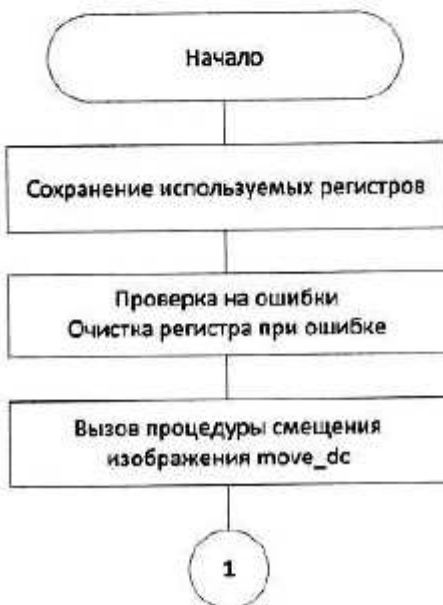 Начало
Сохранение используемых регистров
Проверка на ошибки
Очистка регистра при ошибке
Вызов процедуры смещения
изображения move_dc
1